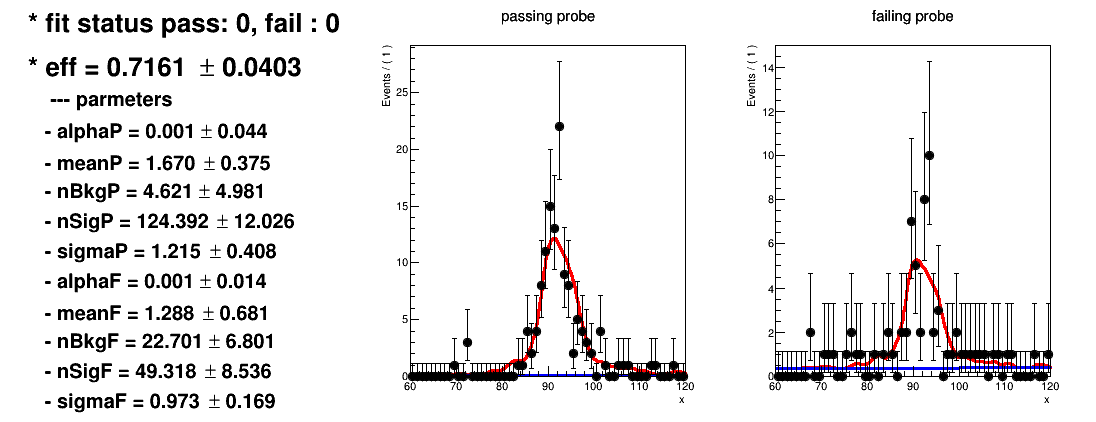 * fit status pass: 0, fail : 0
* eff = 0.7161 ± 0.0403
--- parmeters
- alphaP = 0.001 ± 0.044
- meanP = 1.670 ± 0.375
- nBkgP = 4.621 ± 4.981
- nSigP = 124.392 ± 12.026
- sigmaP = 1.215 ± 0.408
- alphaF = 0.001 ± 0.014
- meanF = 1.288 ± 0.681
- nBkgF = 22.701 ± 6.801
- nSigF = 49.318 ± 8.536
- sigmaF = 0.973 ± 0.169
passing probe
Events / ( 1 )
25
20
15
10
5
0
60 70 80 90 100 110 120
x
failing probe
Events / ( 1 )
14
12
10
8
6
4
2
0
60 70 80 90 100 110 120
x